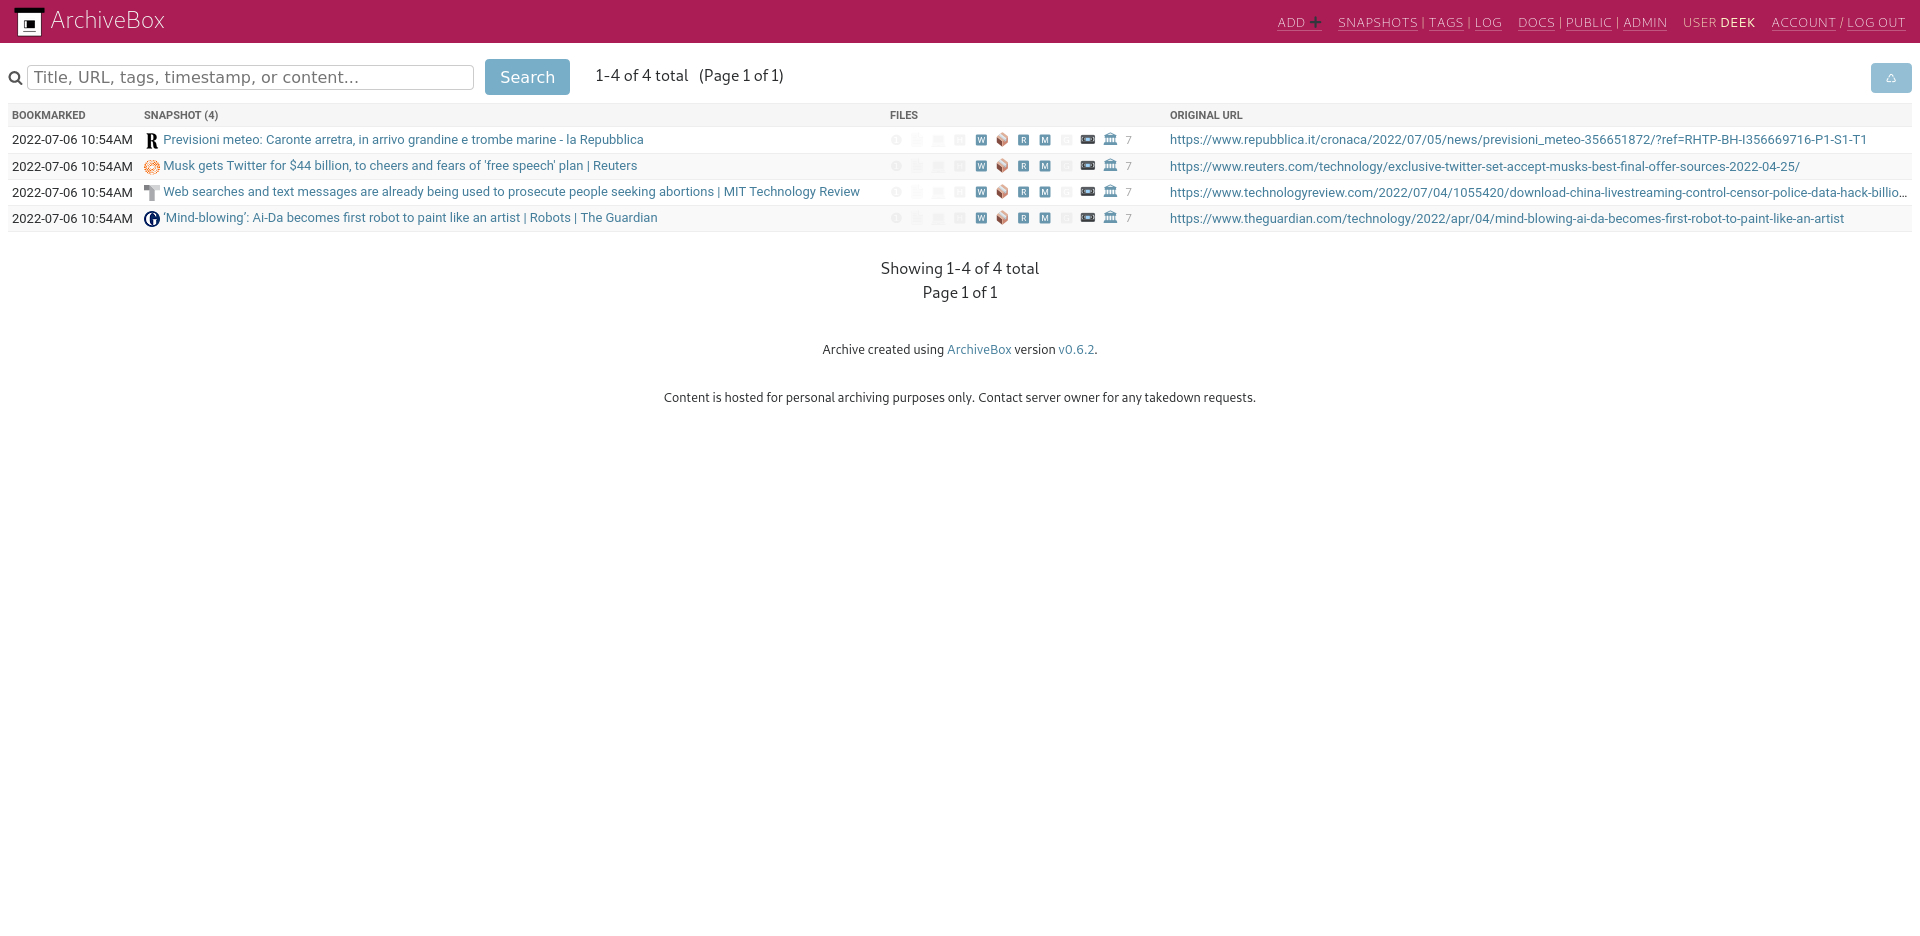 ArchiveBox
ADD ➕ SNAPSHOTS | TAGS | LOG DOCS | PUBLIC | ADMIN USER DEEK ACCOUNT / LOG OUT
Title, URL, tags, timestamp, or content... Search 1-4 of 4 total (Page 1 of 1) ♺
BOOKMARKED SNAPSHOT (4) FILES ORIGINAL URL
2022-07-06 10:54AM R Previsioni meteo: Caronte arretra, in arrivo grandine e trombe marine - la Repubblica W R M 7 https://www.repubblica.it/cronaca/2022/07/05/news/previsioni_meteo-356651872/?ref=RHTP-BH-I356669716-P1-S1-T1
2022-07-06 10:54AM Musk gets Twitter for $44 billion, to cheers and fears of 'free speech' plan | Reuters W R M 7 https://www.reuters.com/technology/exclusive-twitter-set-accept-musks-best-final-offer-sources-2022-04-25/
2022-07-06 10:54AM Web searches and text messages are already being used to prosecute people seeking abortions | MIT Technology Review W R M 7 https://www.technologyreview.com/2022/07/04/1055420/download-china-livestreaming-control-censor-police-data-hack-billio...
2022-07-06 10:54AM G ‘Mind-blowing’: Ai-Da becomes first robot to paint like an artist | Robots | The Guardian W R M 7 https://www.theguardian.com/technology/2022/apr/04/mind-blowing-ai-da-becomes-first-robot-to-paint-like-an-artist
Showing 1-4 of 4 total
Page 1 of 1
Archive created using ArchiveBox version v0.6.2.
Content is hosted for personal archiving purposes only. Contact server owner for any takedown requests.